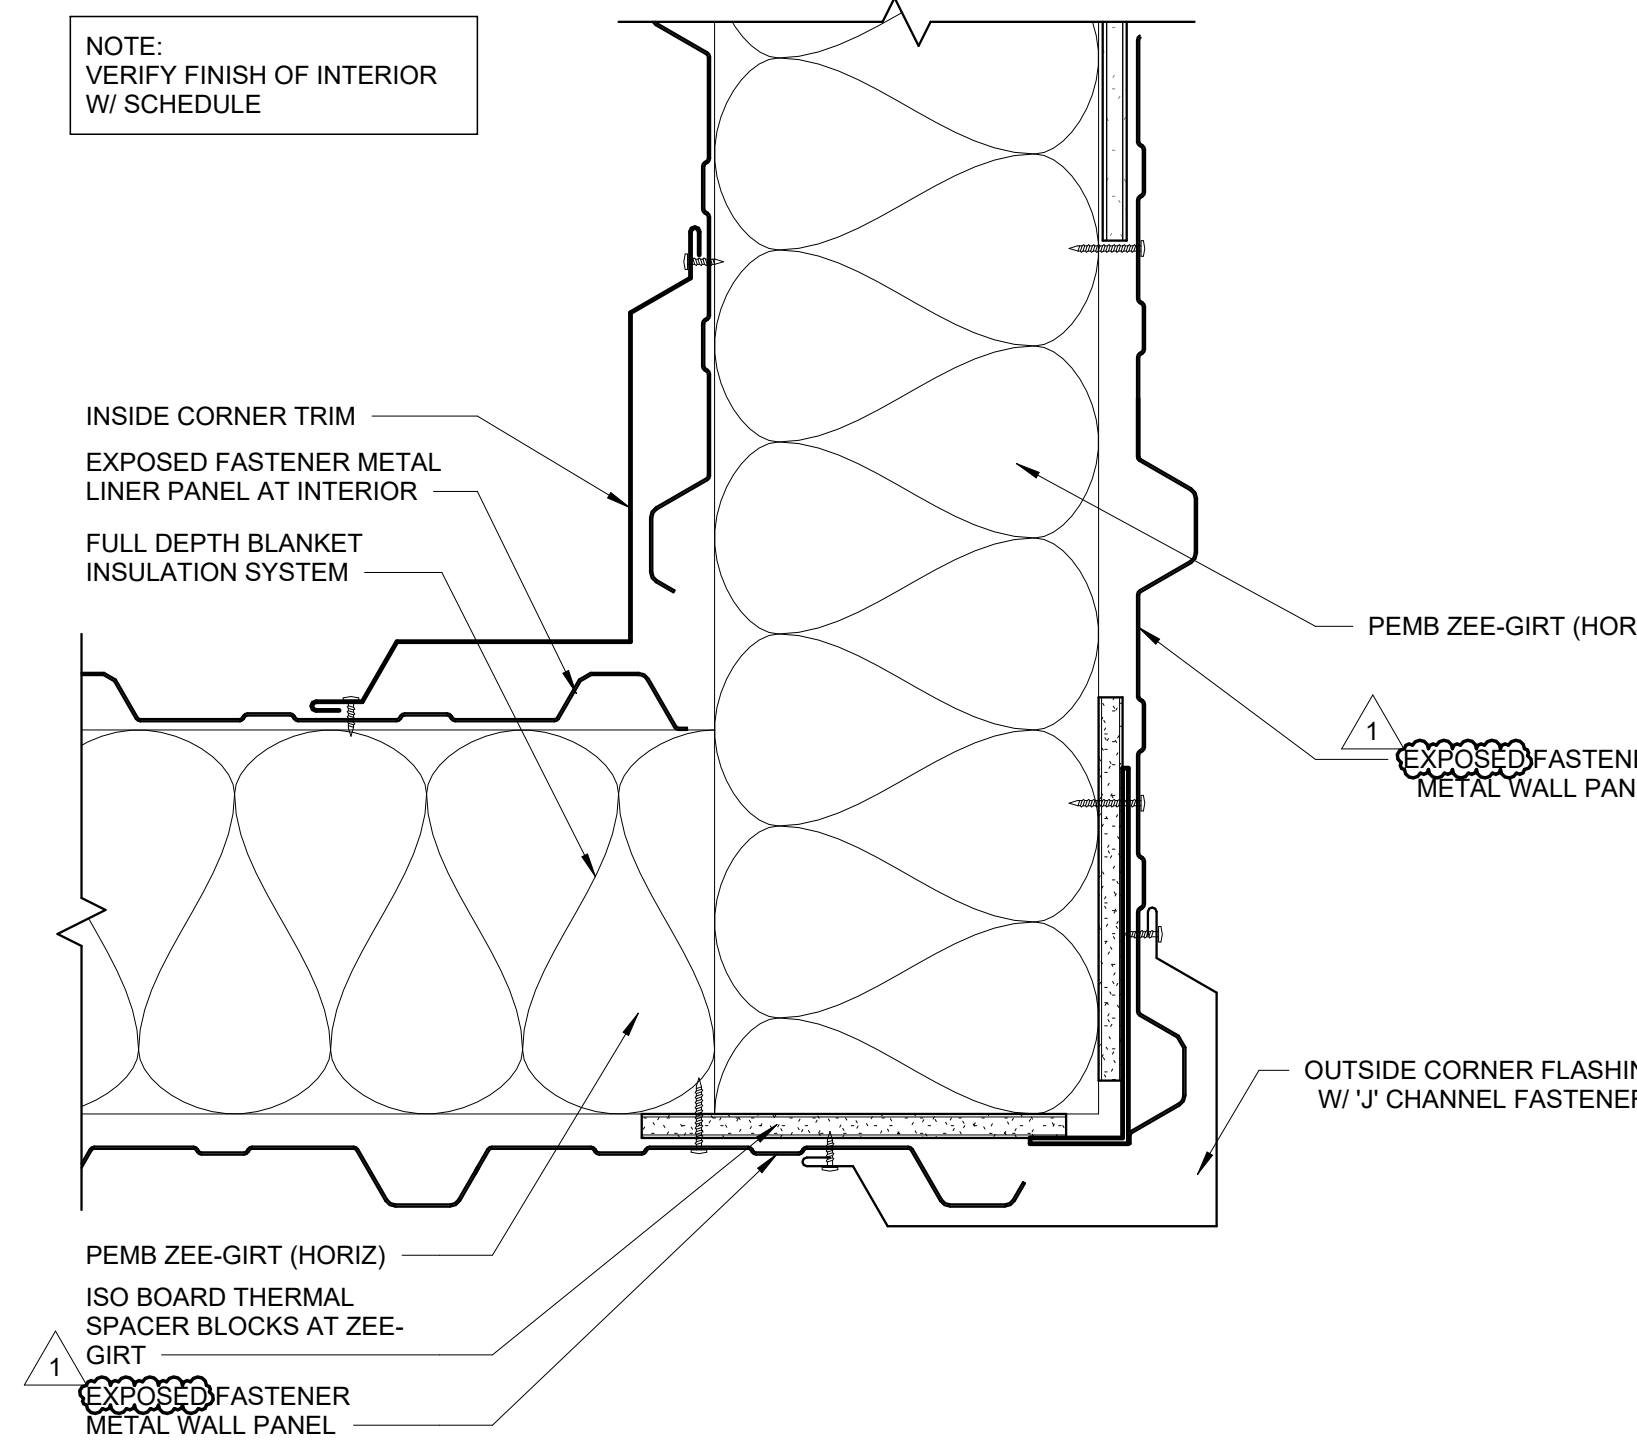 NOTE:
VERIFY FINISH OF INTERIOR
W/ SCHEDULE
INSIDE CORNER TRIM
EXPOSED FASTENER METAL
LINER PANEL AT INTERIOR
FULL DEPTH BLANKET
INSULATION SYSTEM
PEMB ZEE-GIRT (HOR
1
EXPOSED FASTENE
METAL WALL PAN
OUTSIDE CORNER FLASHIN
W/ 'J' CHANNEL FASTENER
PEMB ZEE-GIRT (HORIZ)
ISO BOARD THERMAL
SPACER BLOCKS AT ZEE-
GIRT
1
EXPOSED FASTENER
METAL WALL PANEL